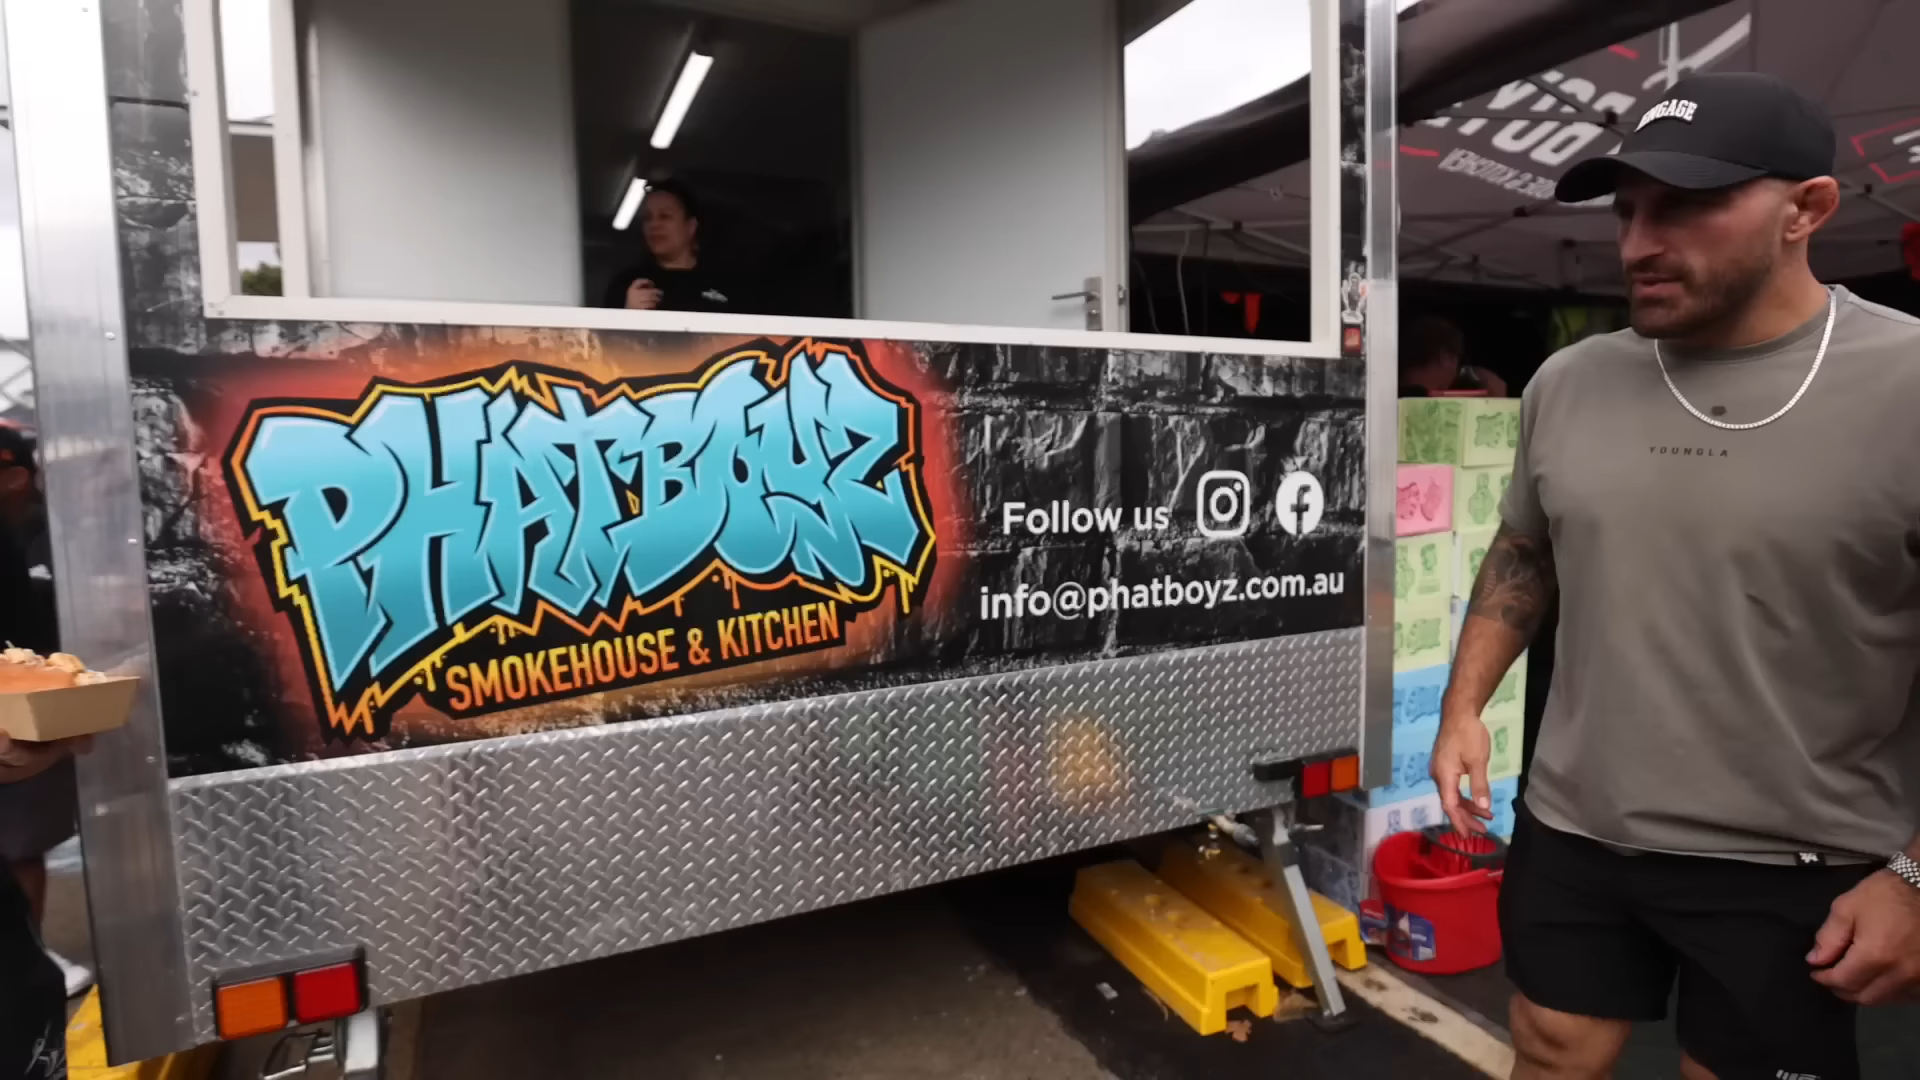 ENGAGE
PHATBOYZ
SMOKEHOUSE & KITCHEN
Follow us
info@phatboyz.com.au
YOUNGLA